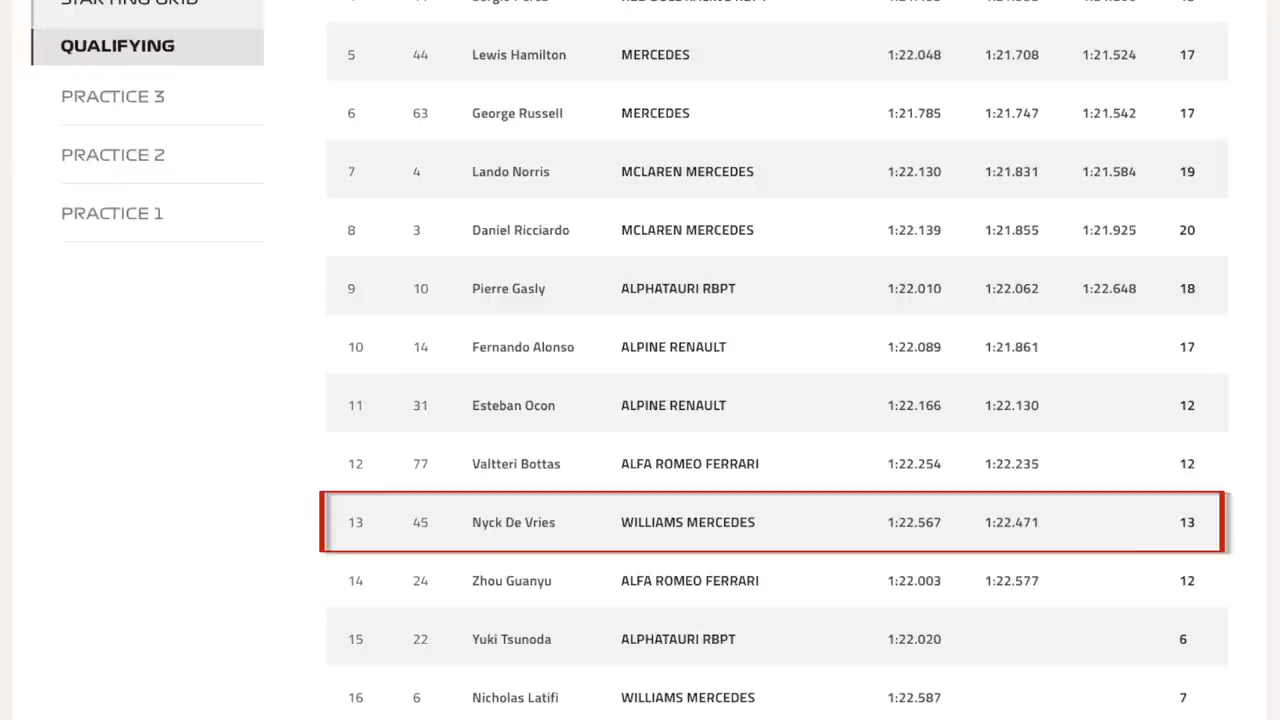 STARTING GRID
QUALIFYING
PRACTICE 3
PRACTICE 2
PRACTICE 1
5 44 Lewis Hamilton MERCEDES 1:22.048 1:21.708 1:21.524 17
6 63 George Russell MERCEDES 1:21.785 1:21.747 1:21.542 17
7 4 Lando Norris MCLAREN MERCEDES 1:22.130 1:21.831 1:21.584 19
8 3 Daniel Ricciardo MCLAREN MERCEDES 1:22.139 1:21.855 1:21.925 20
9 10 Pierre Gasly ALPHATAURI RBPT 1:22.010 1:22.062 1:22.648 18
10 14 Fernando Alonso ALPINE RENAULT 1:22.089 1:21.861 17
11 31 Esteban Ocon ALPINE RENAULT 1:22.166 1:22.130 12
12 77 Valtteri Bottas ALFA ROMEO FERRARI 1:22.254 1:22.235 12
13 45 Nyck De Vries WILLIAMS MERCEDES 1:22.567 1:22.471 13
14 24 Zhou Guanyu ALFA ROMEO FERRARI 1:22.003 1:22.577 12
15 22 Yuki Tsunoda ALPHATAURI RBPT 1:22.020 6
16 6 Nicholas Latifi WILLIAMS MERCEDES 1:22.587 7